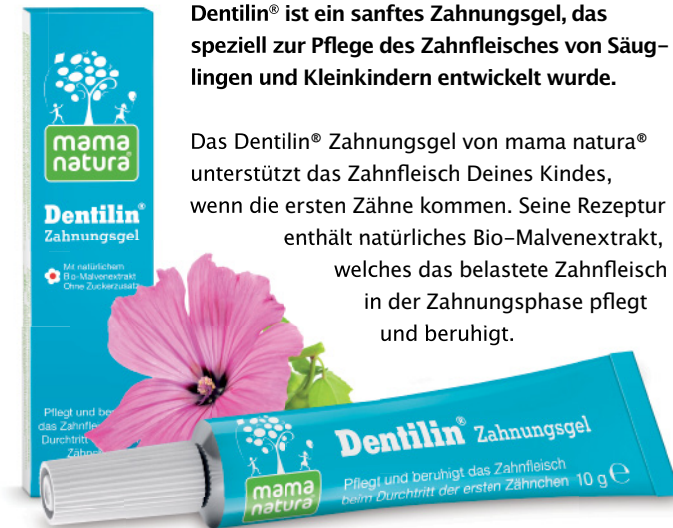 Dentilin® ist ein sanftes Zahnungsgel, das
speziell zur Pflege des Zahnfleisches von Säug-
lingen und Kleinkindern entwickelt wurde.
Das Dentilin® Zahnungsgel von mama natura®
unterstützt das Zahnfleisch Deines Kindes,
wenn die ersten Zähne kommen. Seine Rezeptur
enthält natürliches Bio-Malvenextrakt,
welches das belastete Zahnfleisch
in der Zahnungsphase pflegt
und beruhigt.
mama
natura®
Dentilin®
Zahnungsgel
Mit natürlichem
Bio-Malvenextrakt
Ohne Zuckerzusatz
Pflegt und be
das Zahnfle
Durchtritt
Zähne
mama
natura®
Dentilin® Zahnungsgel
Pflegt und beruhigt das Zahnfleisch
beim Durchtritt der ersten Zähnchen 10 g ℮